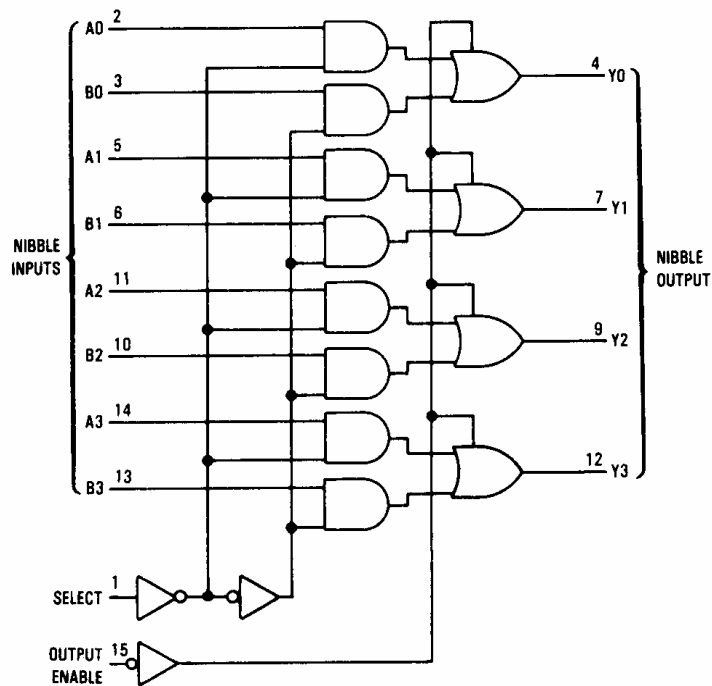 A0 2
B0 3
A1 5
B1 6
A2 11
B2 10
A3 14
B3 13
NIBBLE
INPUTS
SELECT 1
OUTPUT
ENABLE
15
4 Y0
7 Y1
9 Y2
12 Y3
NIBBLE
OUTPUT